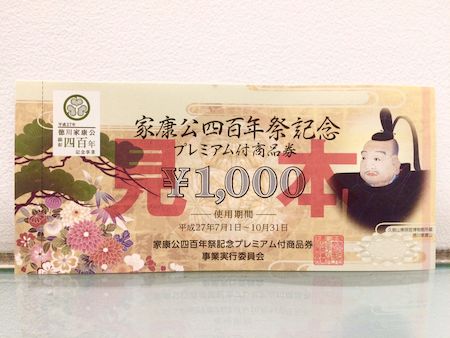 平成27年
徳川家康公
顕彰
四百年
記念事業
家康公四百年祭記念
プレミアム付商品券
見本
¥1,000
使用期間
平成27年7月1日～10月31日
家康公四百年祭記念プレミアム付商品券
事業実行委員会